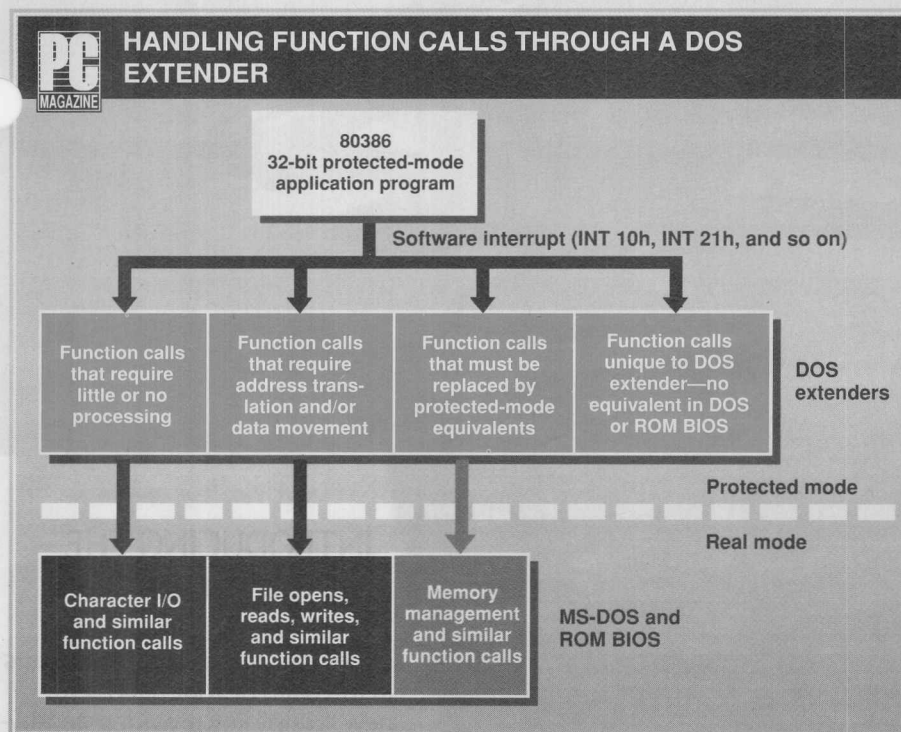 PC
MAGAZINE
HANDLING FUNCTION CALLS THROUGH A DOS
EXTENDER
80386
32-bit protected-mode
application program
Software interrupt (INT 10h, INT 21h, and so on)
Function calls
that require
little or no
processing
Function calls
that require
address trans-
lation and/or
data movement
Function calls
that must be
replaced by
protected-mode
equivalents
Function calls
unique to DOS
extender—no
equivalent in DOS
or ROM BIOS
DOS
extenders
Protected mode
Real mode
Character I/O
and similar
function calls
File opens,
reads, writes,
and similar
function calls
Memory
management
and similar
function calls
MS-DOS and
ROM BIOS